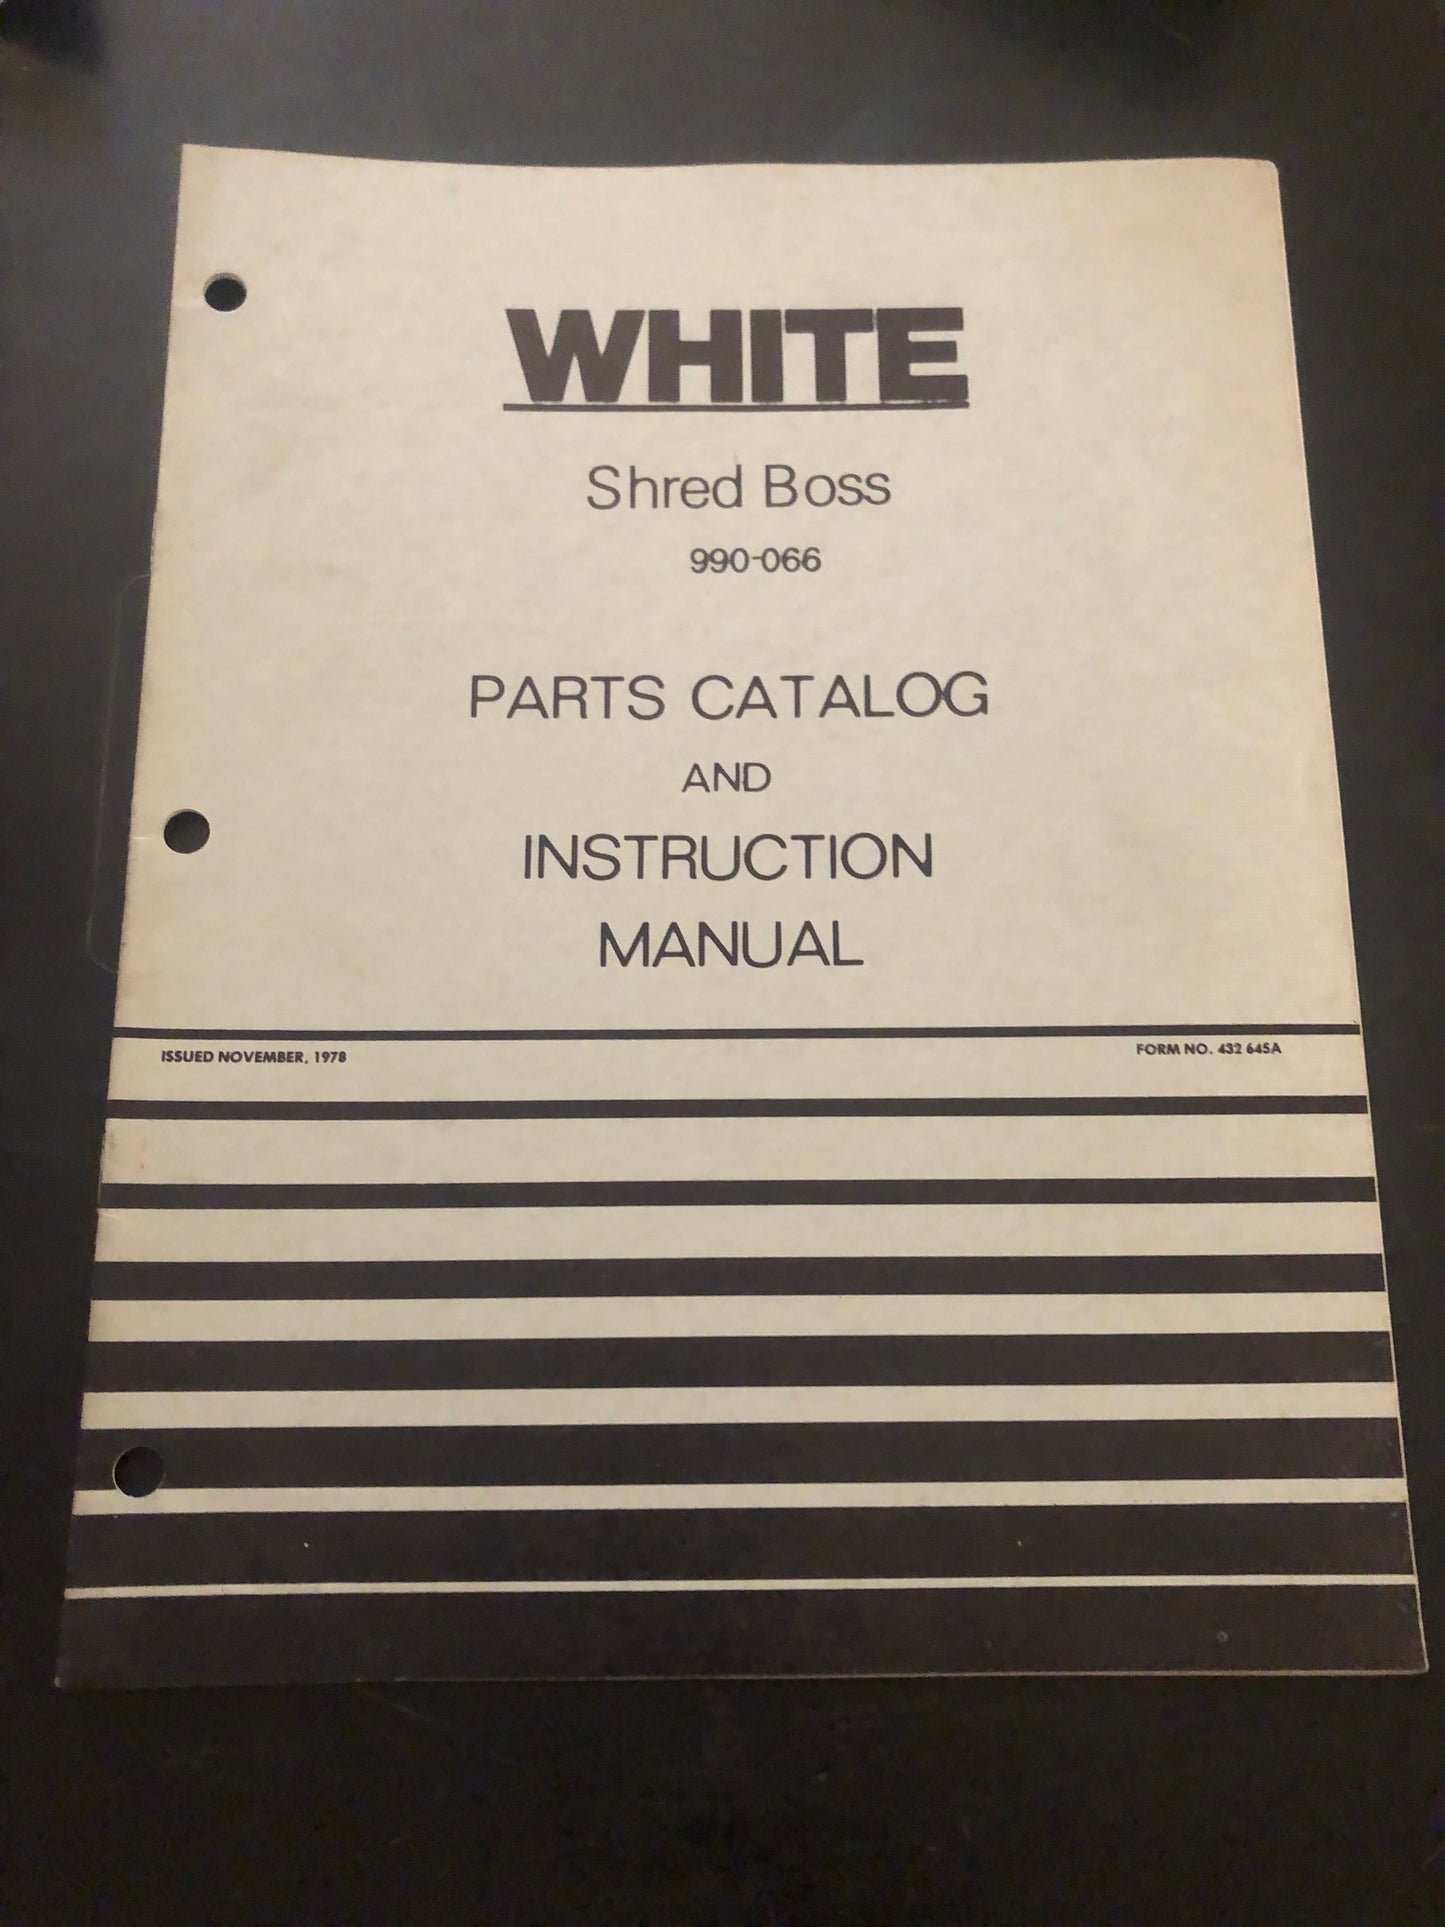 WHITE
Shred Boss
990-066
PARTS CATALOG
AND
INSTRUCTION
MANUAL
ISSUED NOVEMBER, 1978
FORM NO. 432 645A